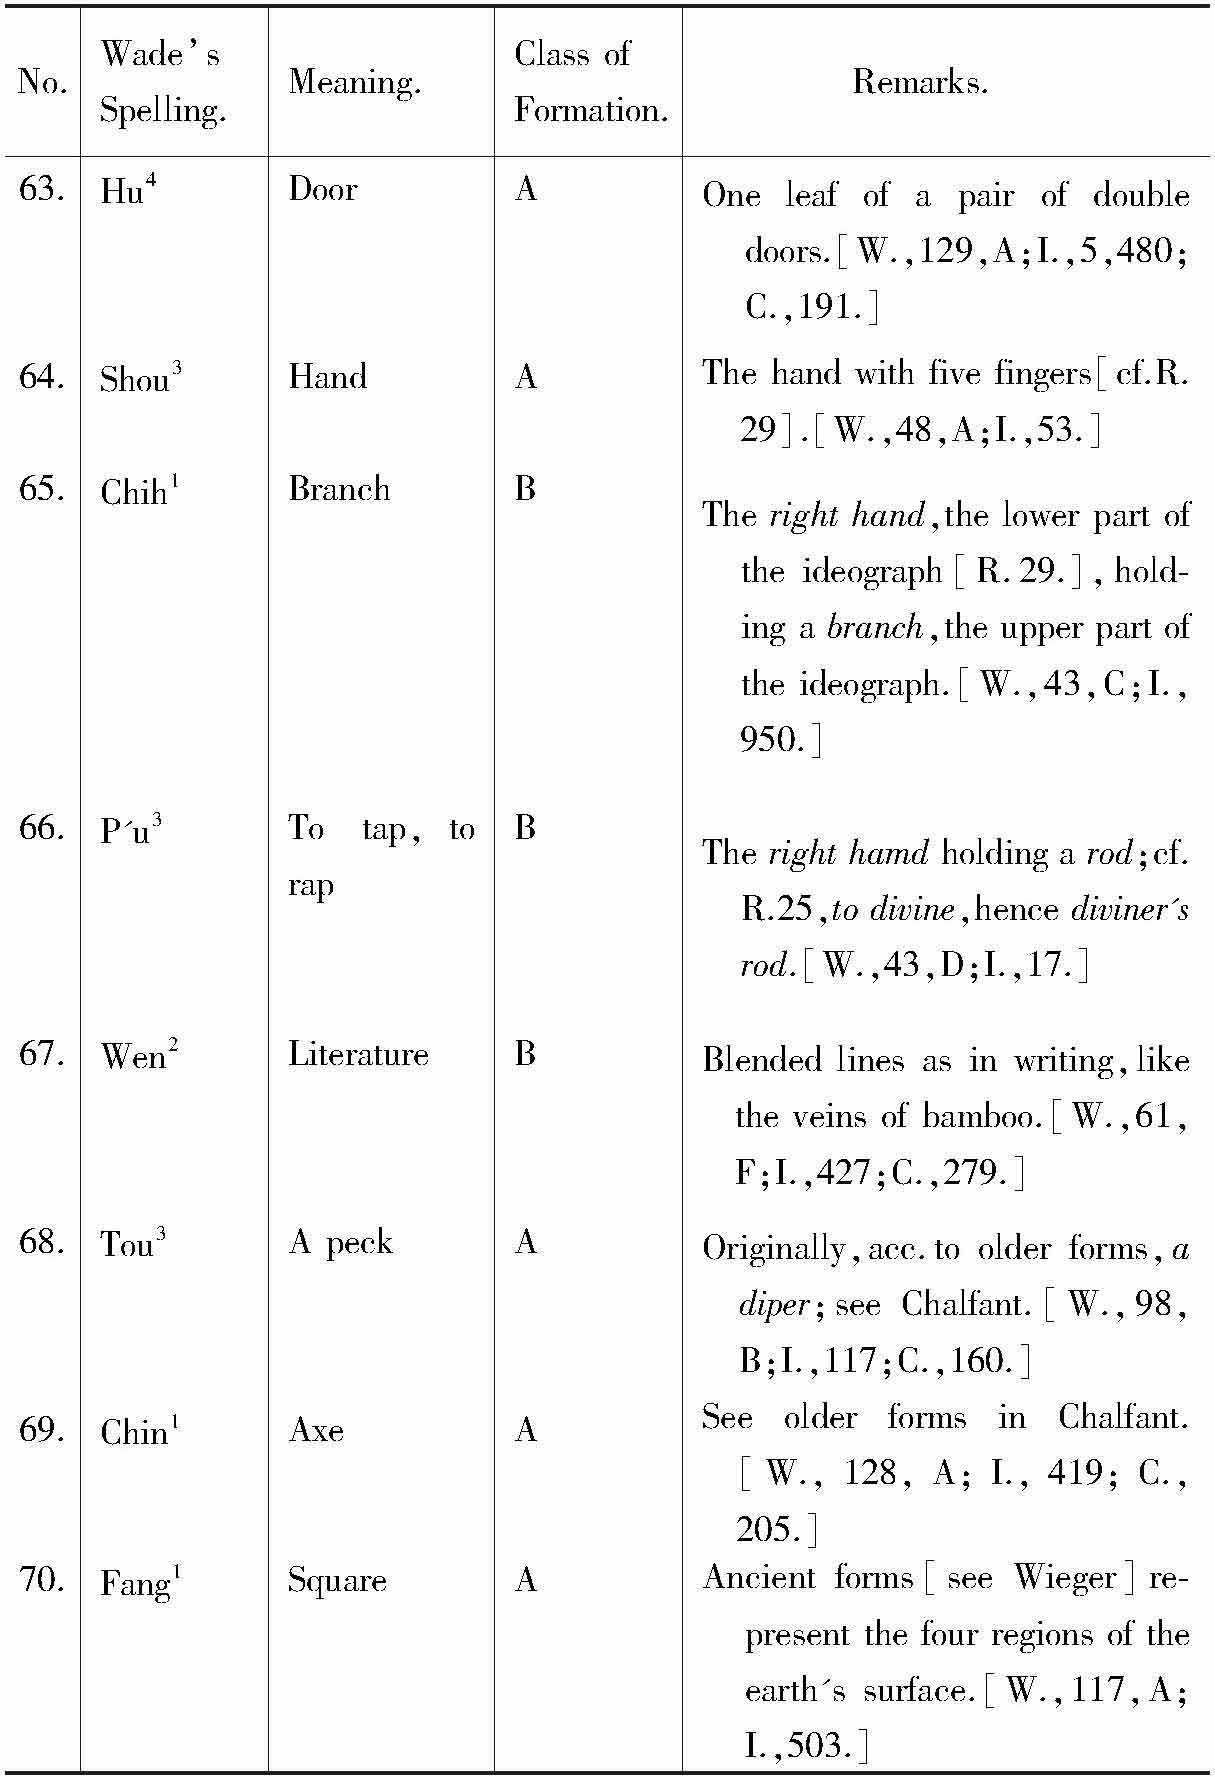 No. Wade’s Spelling. Meaning. Class of Formation. Remarks.
63. Hu⁴ Door A One leaf of a pair of double
doors.[W.,129,A;I.,5,480;
C.,191.]
64. Shou³ Hand A The hand with five fingers[cf.R.
29].[W.,48,A;I.,53.]
65. Chih¹ Branch B
The right hand,the lower part of
the ideograph[R.29.],hold-
ing a branch,the upper part of
the ideograph.[W.,43,C;I.,
950.]
66. P´u³ To tap, to rap B
The right hamd holding a rod;cf.
R.25,to divine,hence diviner´s
rod.[W.,43,D;I.,17.]
67. Wen² Literature B Blended lines as in writing,like
the veins of bamboo.[W.,61,
F;I.,427;C.,279.]
68. Tou³ A peck A Originally,acc.to older forms,a
diper; see Chalfant.[W.,98,
B;I.,117;C.,160.]
69. Chin¹ Axe A See older forms in Chalfant.
[W., 128, A; I., 419; C.,
205.]
70. Fang¹ Square A Ancient forms[see Wieger]re-
present the four regions of the
earth´s surface.[W.,117,A;
I.,503.]